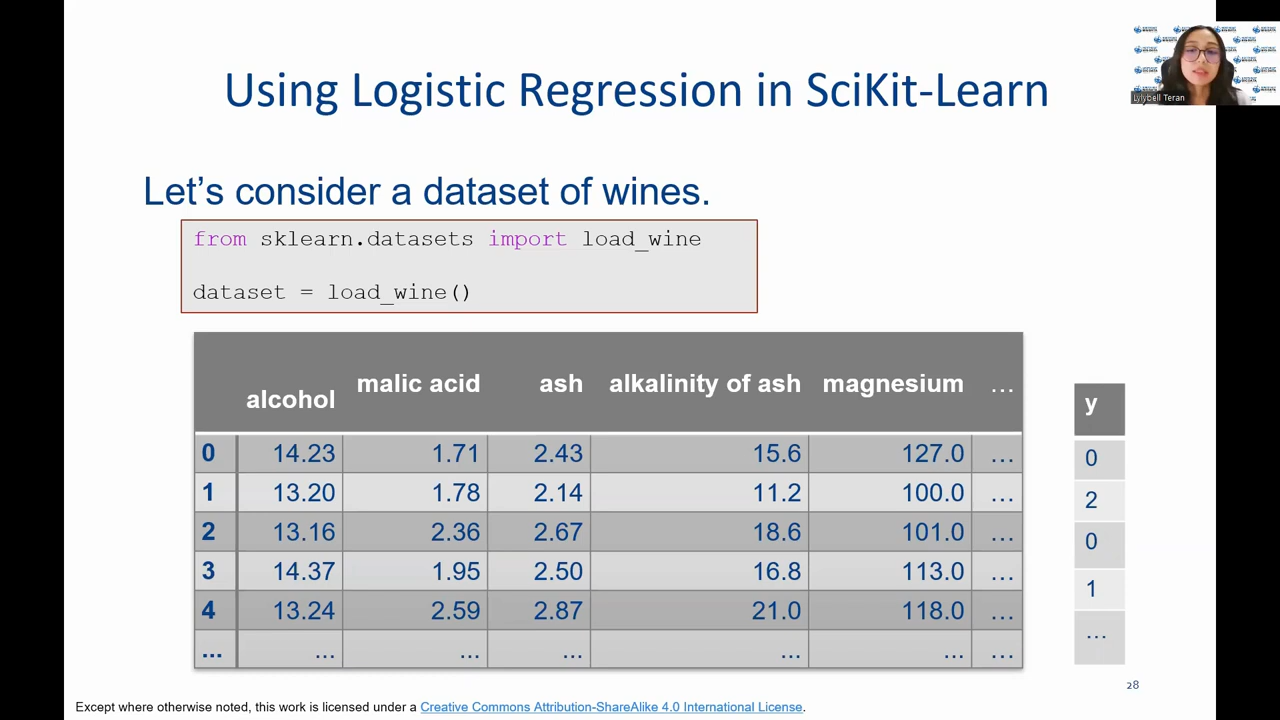 Using Logistic Regression in SciKit-Learn
Lylybell Teran
Let's consider a dataset of wines.
from sklearn.datasets import load_wine
dataset = load_wine()
alcohol malic acid ash alkalinity of ash magnesium … y
0 14.23 1.71 2.43 15.6 127.0 … 0
1 13.20 1.78 2.14 11.2 100.0 … 2
2 13.16 2.36 2.67 18.6 101.0 … 0
3 14.37 1.95 2.50 16.8 113.0 … 1
4 13.24 2.59 2.87 21.0 118.0 … …
... ... ... ... ... ... …
28
Except where otherwise noted, this work is licensed under a Creative Commons Attribution-ShareAlike 4.0 International License.